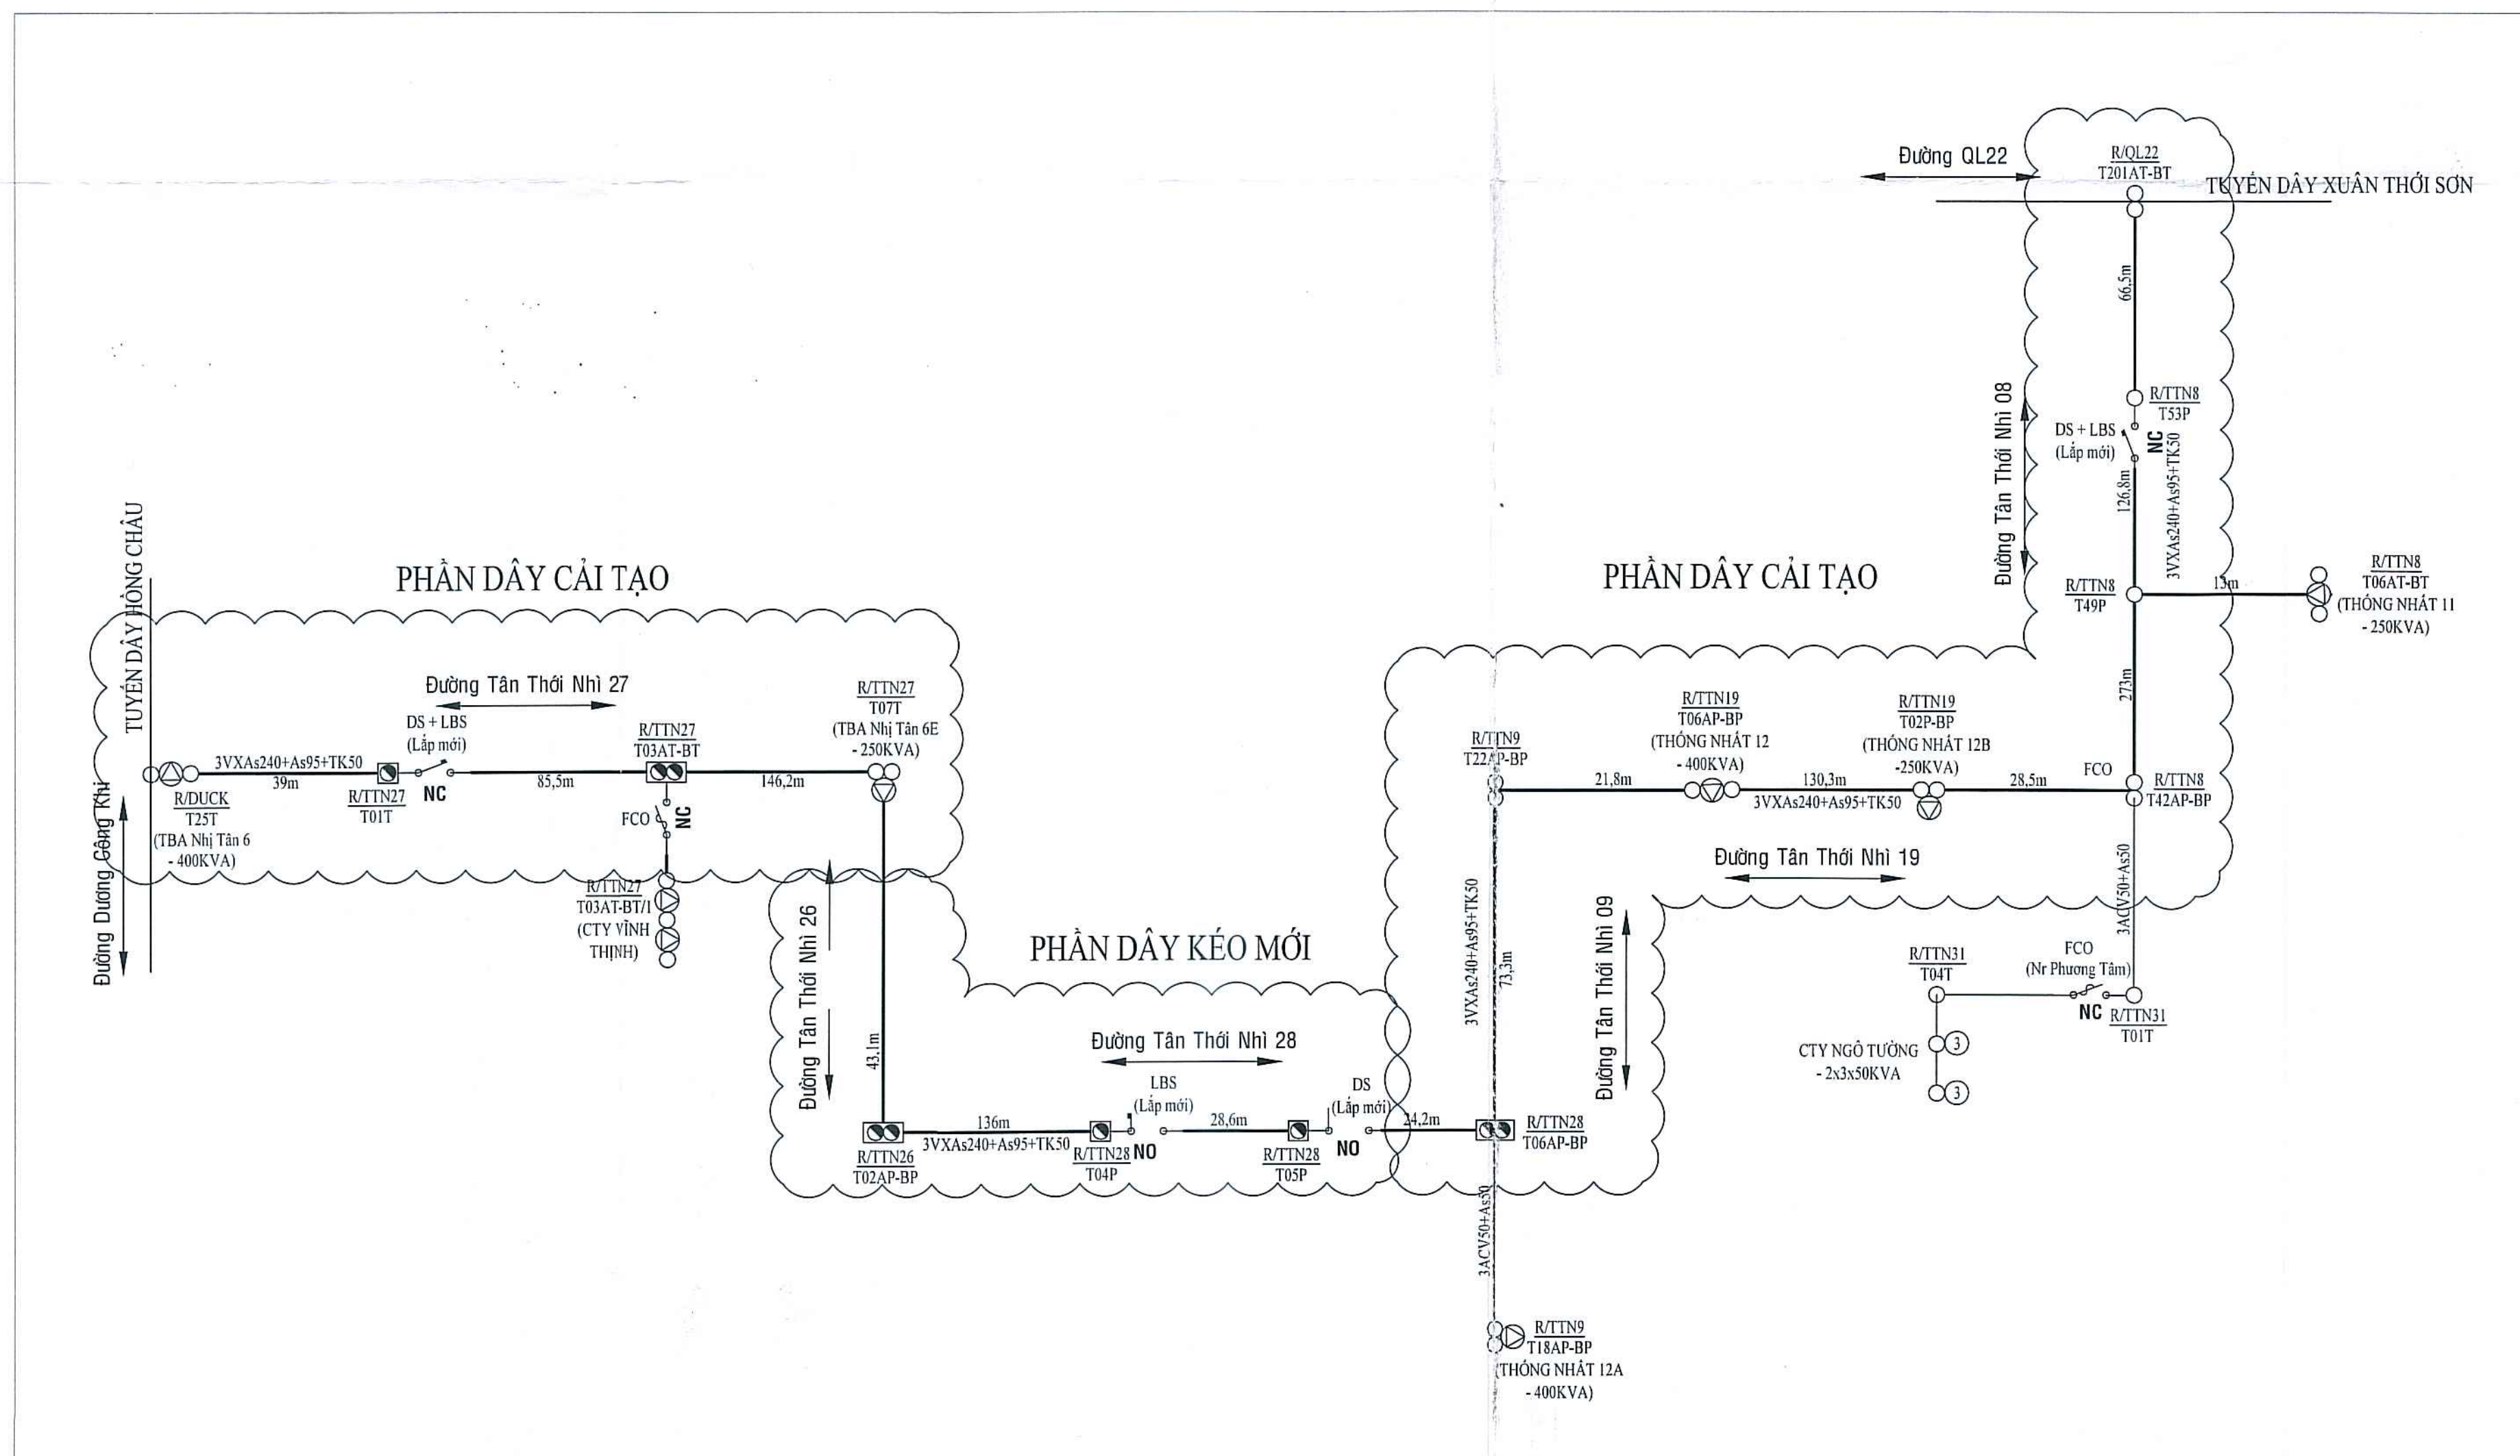 Đường QL22
R/QL22
T201AT-BT
TUYẾN DÂY XUÂN THỚI SƠN
66,5m
R/TTN8
T53P
DS + LBS
(Lắp mới)
NC
126,8m
3VXAs240+As95+TK50
Đường Tân Thới Nhì 08
R/TTN8
T49P
13m
R/TTN8
T06AT-BT
(THỐNG NHẤT 11
- 250KVA)
273m
PHẦN DÂY CẢI TẠO
TUYẾN DÂY HỒNG CHÂU
Đường Tân Thới Nhì 27
DS + LBS
(Lắp mới)
3VXAs240+As95+TK50
39m
R/DUCK
T25T
(TBA Nhị Tân 6
- 400KVA)
R/TTN27
T01T
NC
85,5m
R/TTN27
T03AT-BT
146,2m
R/TTN27
T07T
(TBA Nhị Tân 6E
- 250KVA)
FCO
NC
R/TTN27
T03AT-BT/1
(CTY VĨNH
THỊNH)
Đường Dương Công Khi
PHẦN DÂY CẢI TẠO
R/TTN9
T22AP-BP
21,8m
R/TTN19
T06AP-BP
(THỐNG NHẤT 12
- 400KVA)
130,3m
3VXAs240+As95+TK50
R/TTN19
T02P-BP
(THỐNG NHẤT 12B
-250KVA)
28,5m
FCO
R/TTN8
T42AP-BP
Đường Tân Thới Nhì 19
3ACV50+As50
FCO
(Nr Phương Tâm)
NC
R/TTN31
T01T
R/TTN31
T04T
CTY NGÔ TƯỜNG
- 2x3x50KVA
3
3
PHẦN DÂY KÉO MỚI
Đường Tân Thới Nhì 26
43,1m
R/TTN26
T02AP-BP
136m
3VXAs240+As95+TK50
Đường Tân Thới Nhì 28
LBS
(Lắp mới)
R/TTN28
T04P
NO
28,6m
R/TTN28
T05P
DS
(Lắp mới)
NO
24,2m
3VXAs240+As95+TK50
73,3m
Đường Tân Thới Nhì 09
R/TTN28
T06AP-BP
3ACV50+As50
R/TTN9
T18AP-BP
(THỐNG NHẤT 12A
- 400KVA)